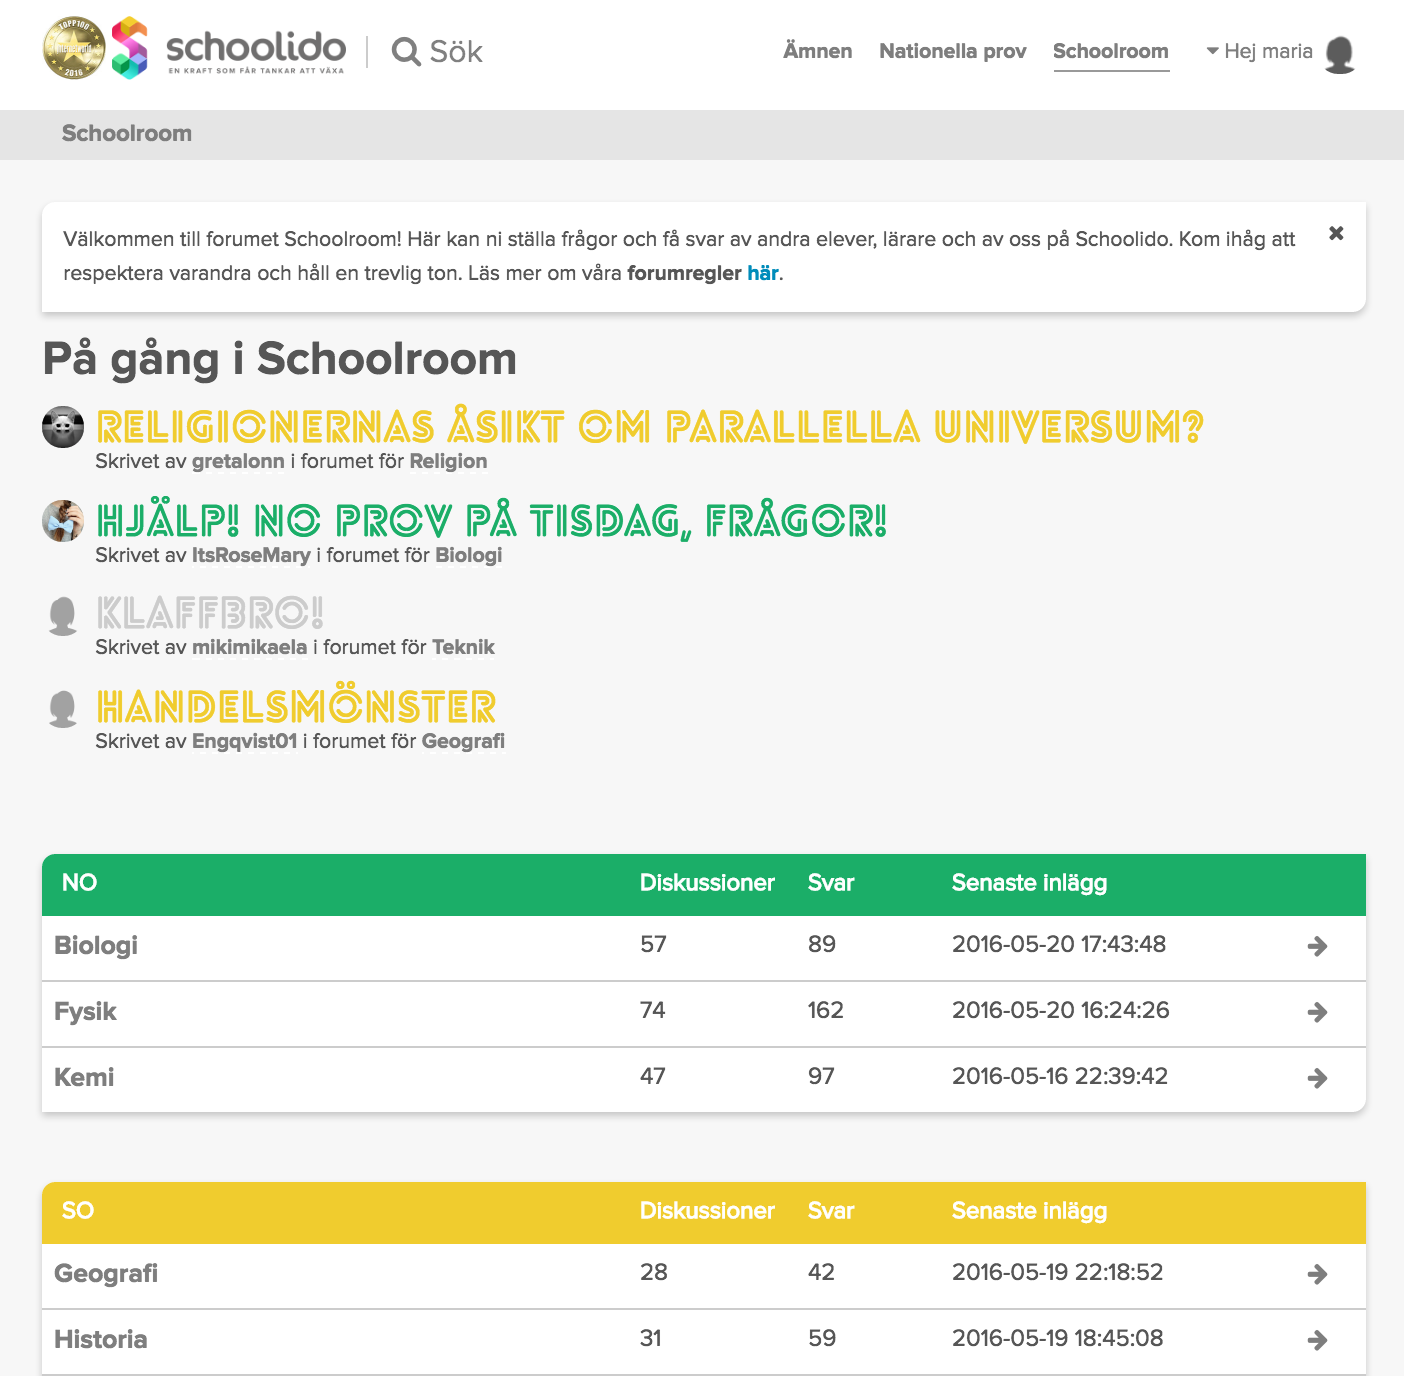 TOPP100
Internetworld
2016
schoolido
EN KRAFT SOM FÅR TANKAR ATT VÄXA
Sök
Ämnen Nationella prov Schoolroom Hej maria
Schoolroom
Välkommen till forumet Schoolroom! Här kan ni ställa frågor och få svar av andra elever, lärare och av oss på Schoolido. Kom ihåg att
respektera varandra och håll en trevlig ton. Läs mer om våra forumregler här.
På gång i Schoolroom
RELIGIONERNAS ÅSIKT OM PARALLELLA UNIVERSUM?
Skrivet av gretalonn i forumet för Religion
HJÄLP! NO PROV PÅ TISDAG, FRÅGOR!
Skrivet av ItsRoseMary i forumet för Biologi
KLAFFBRO!
Skrivet av mikimikaela i forumet för Teknik
HANDELSMÖNSTER
Skrivet av Engqvist01 i forumet för Geografi
NO Diskussioner Svar Senaste inlägg
Biologi 57 89 2016-05-20 17:43:48
Fysik 74 162 2016-05-20 16:24:26
Kemi 47 97 2016-05-16 22:39:42
SO Diskussioner Svar Senaste inlägg
Geografi 28 42 2016-05-19 22:18:52
Historia 31 59 2016-05-19 18:45:08